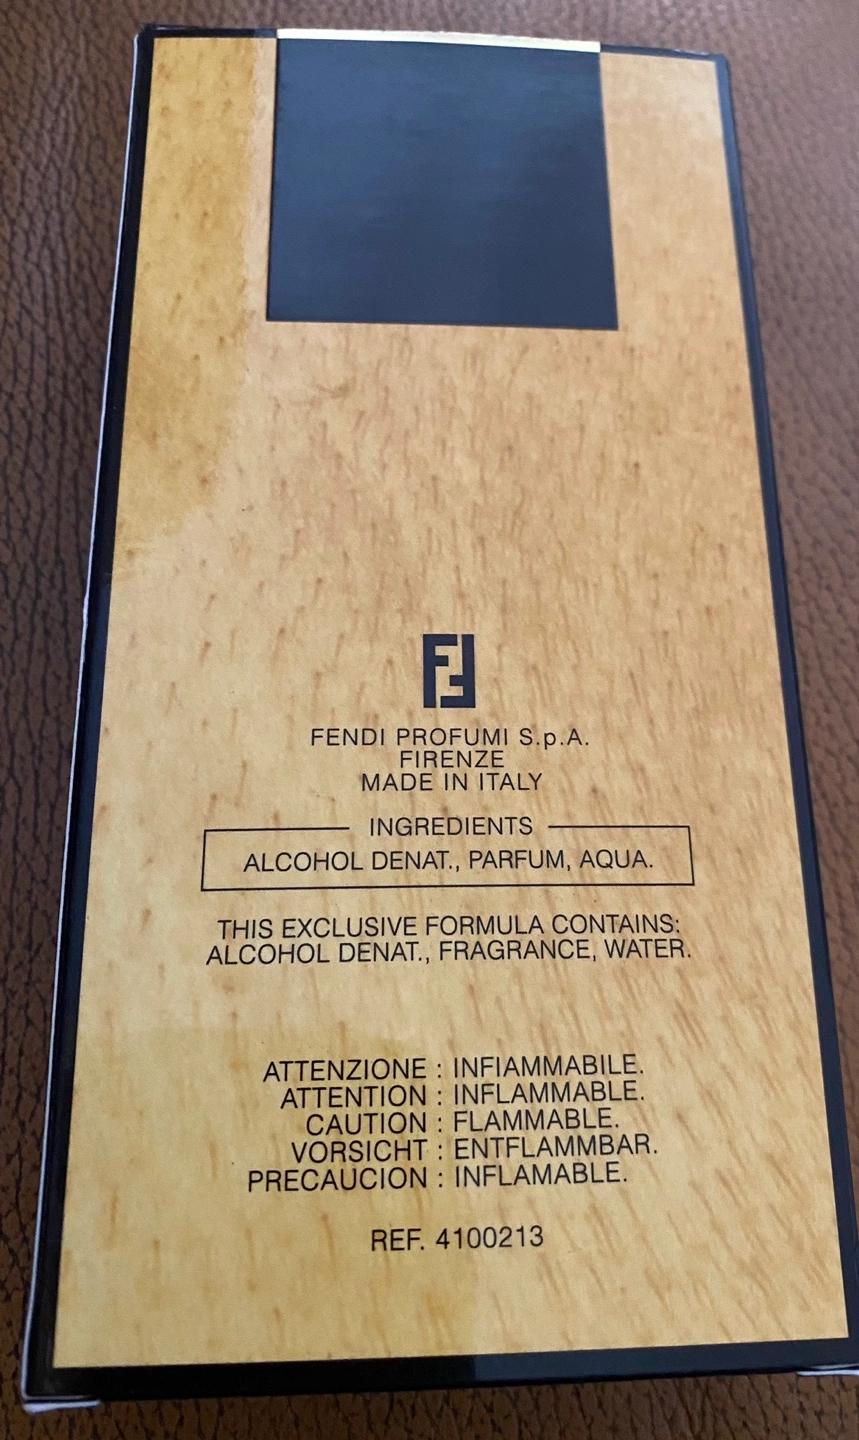 FENDI PROFUMI S.p.A.
FIRENZE
MADE IN ITALY
INGREDIENTS
ALCOHOL DENAT., PARFUM, AQUA.
THIS EXCLUSIVE FORMULA CONTAINS:
ALCOHOL DENAT., FRAGRANCE, WATER.
ATTENZIONE : INFIAMMABILE.
ATTENTION : INFLAMMABLE.
CAUTION : FLAMMABLE.
VORSICHT : ENTFLAMMBAR.
PRECAUCION : INFLAMABLE.
REF. 4100213